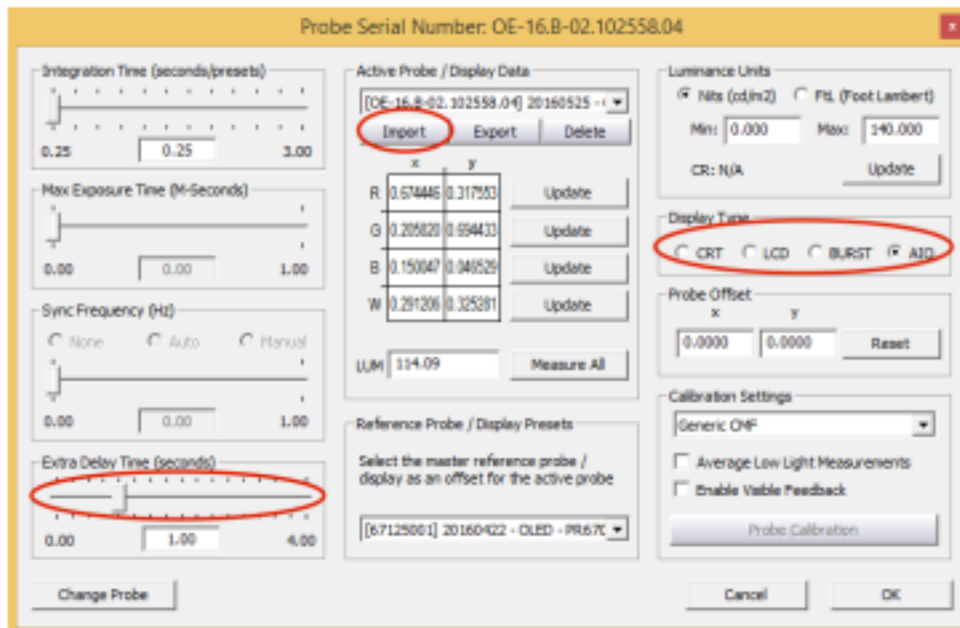 Probe Serial Number: OE-16.B-02.102558.04
x
Integration Time (seconds/presets)
0.25 0.25 3.00
Max Exposure Time (M-Seconds)
0.00 0.00 1.00
Sync Frequency (Hz)
None Auto Manual
0.00 0.00 1.00
Extra Delay Time (seconds)
0.00 1.00 4.00
Change Probe
Active Probe / Display Data
[OE-16.B-02.102558.04] 20160525 -
Import Export Delete
x y
R 0.674446 0.317553 Update
G 0.205820 0.694433 Update
B 0.150047 0.046529 Update
W 0.291206 0.325281 Update
LUM 114.09 Measure All
Reference Probe / Display Presets
Select the master reference probe /
display as an offset for the active probe
[67125001] 20160422 - OLED - PR670
Luminance Units
Nits (cd/m2) FtL (Foot Lambert)
Min: 0.000 Max: 140.000
CR: N/A Update
Display Type
CRT LCD BURST AIO
Probe Offset
x y
0.0000 0.0000 Reset
Calibration Settings
Generic CMF
Average Low Light Measurements
Enable Visible Feedback
Probe Calibration
Cancel OK